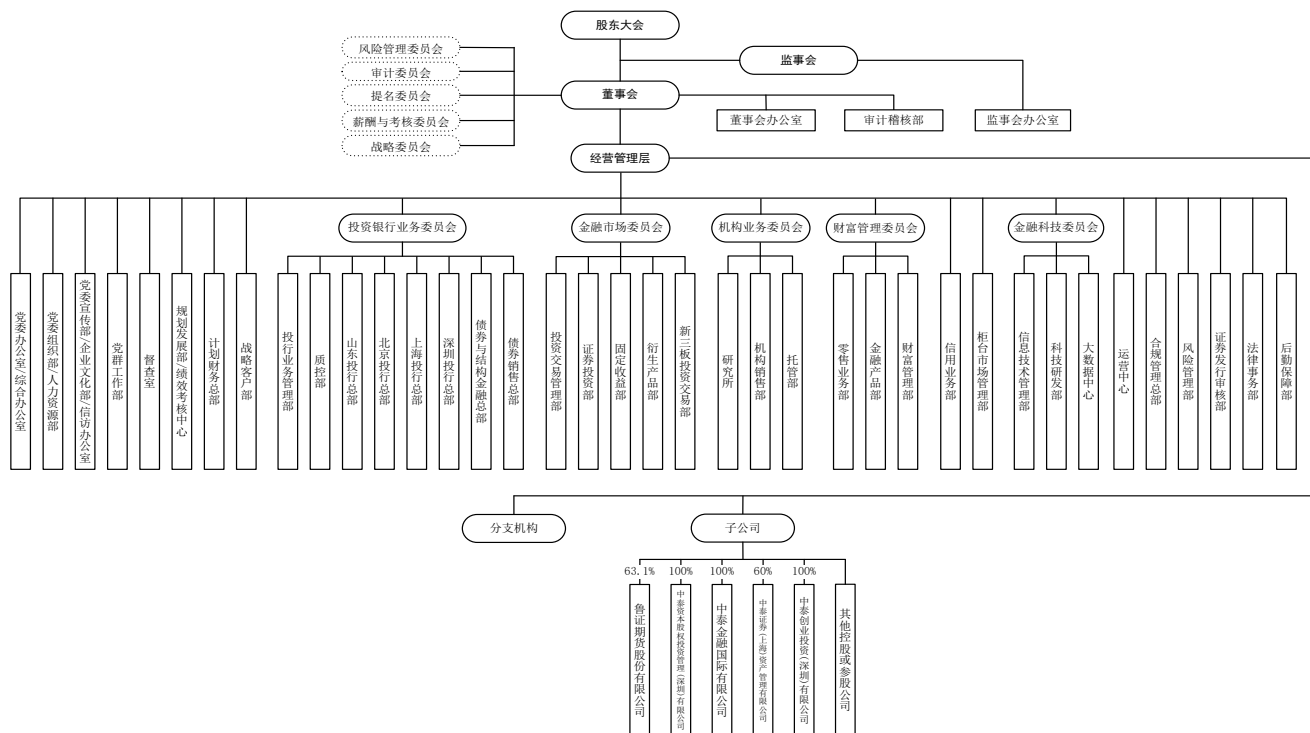 股东大会
风险管理委员会
监事会
审计委员会
提名委员会
董事会
薪酬与考核委员会
董事会办公室
审计稽核部
监事会办公室
战略委员会
经营管理层
投资银行业务委员会
金融市场委员会
机构业务委员会
财富管理委员会
金融科技委员会
党委办公室/综合办公室
党委组织部/人力资源部
党委宣传部/企业文化部/信访办公室
党群工作部
督查室
规划发展部/绩效考核中心
计划财务总部
战略客户部
投行业务管理部
质控部
山东投行总部
北京投行总部
上海投行总部
深圳投行总部
债券与结构金融总部
债券销售总部
投资交易管理部
证券投资部
固定收益部
衍生产品部
新三板投资交易部
研究所
机构销售部
托管部
零售业务部
金融产品部
财富管理部
信用业务部
柜台市场管理部
信息技术管理部
科技研发部
大数据中心
运营中心
合规管理总部
风险管理部
证券发行审核部
法律事务部
后勤保障部
分支机构
子公司
63.1%
100%
100%
60%
100%
鲁证期货股份有限公司
中泰资本股权投资管理(深圳)有限公司
中泰金融国际有限公司
中泰证券(上海)资产管理有限公司
中泰创业投资(深圳)有限公司
其他控股或参股公司